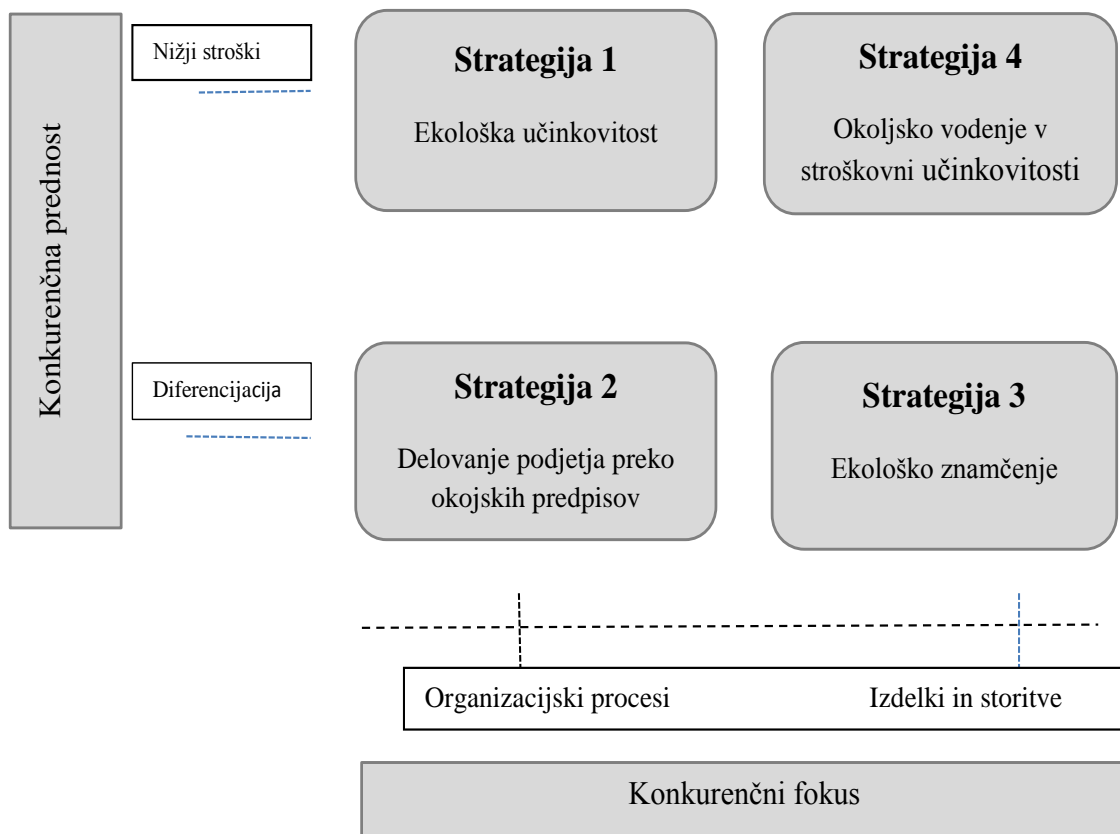 Konkurenčna prednost
Nižji stroški
Strategija 1
Ekološka učinkovitost
Strategija 4
Okoljsko vodenje v
stroškovni učinkovitosti
Diferencijacija
Strategija 2
Delovanje podjetja preko
okojskih predpisov
Strategija 3
Ekološko znamčenje
Organizacijski procesi
Izdelki in storitve
Konkurenčni fokus